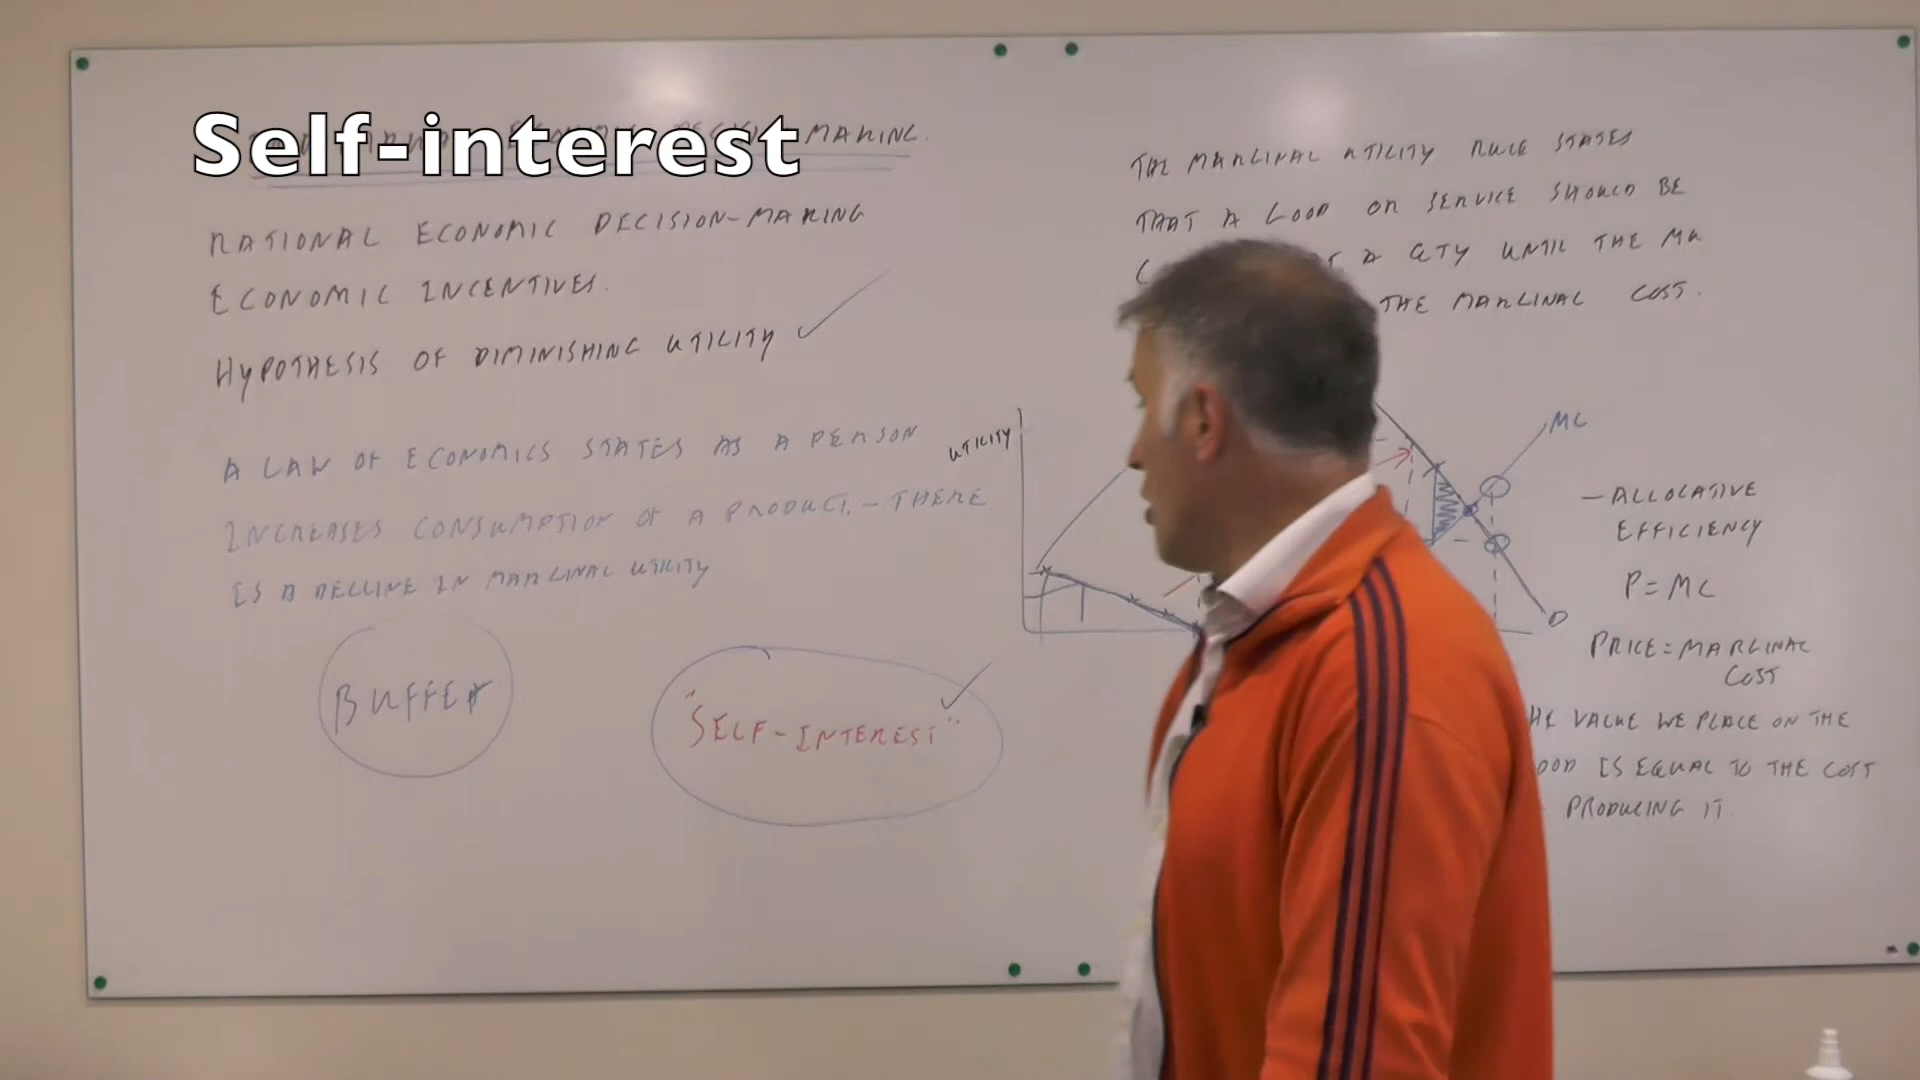 Self-interest
MAKING.
RATIONAL ECONOMIC DECISION-MAKING
ECONOMIC INCENTIVES.
HYPOTHESIS OF DIMINISHING UTILITY
A LAW OF ECONOMICS STATES AS A PERSON
INCREASES CONSUMPTION OF A PRODUCT, - THERE
IS A DECLINE IN MARGINAL UTILITY
BUFFET
"SELF-INTEREST"
THE MARGINAL UTILITY RULE STATES
THAT A GOOD OR SERVICE SHOULD BE
A QTY UNTIL THE MU
THE MARGINAL COST.
UTILITY
MC
D
- ALLOCATIVE
EFFICIENCY
P=MC
PRICE = MARGINAL
COST
VALUE WE PLACE ON THE
IS EQUAL TO THE COST
PRODUCING IT